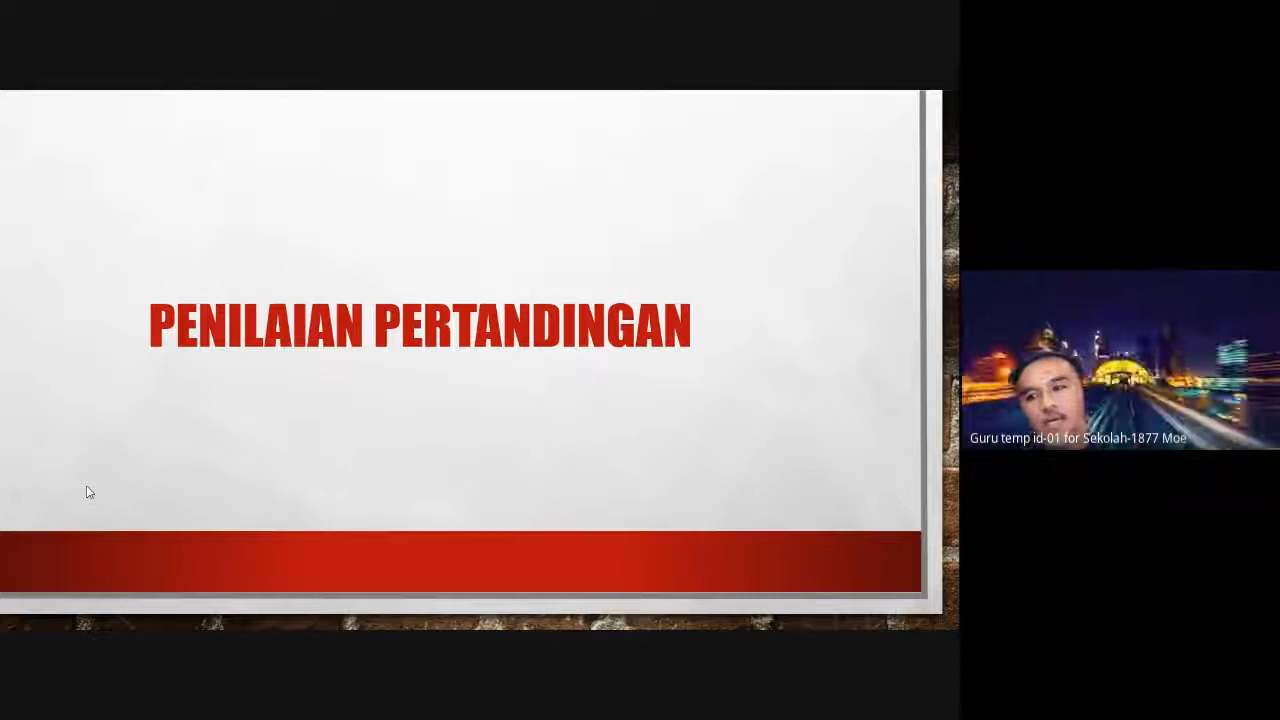 PENILAIAN PERTANDINGAN
Guru temp id-01 for Sekolah-1877 Moe